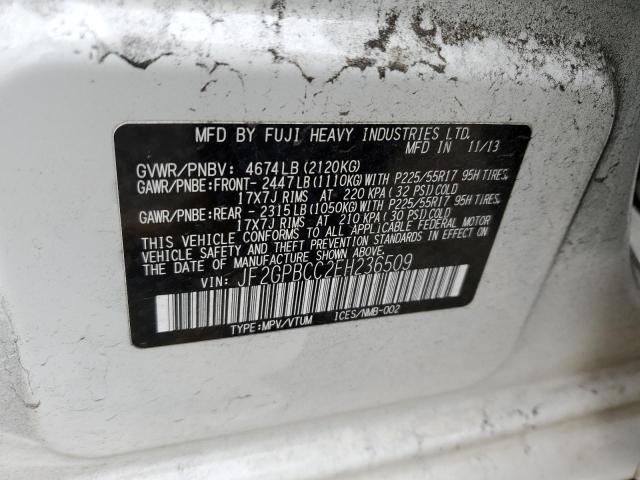 MFD BY FUJI HEAVY INDUSTRIES LTD.
MFD IN 11/13
GVWR/PNBV: 4674LB(2120KG)
GAWR/PNBE:FRONT- 2447LB(1110KG)WITH P225/55R17 95H TIRES,
17X7J RIMS AT 220 KPA(32 PSI)COLD
GAWR/PNBE:REAR - 2315LB(1050KG)WITH P225/55R17 95H TIRES,
17X7J RIMS AT 210 KPA(30 PSI)COLD
THIS VEHICLE CONFORMS TO ALL APPLICABLE FEDERAL MOTOR
VEHICLE SAFETY AND THEFT PREVENTION STANDARDS IN EFFECT
ON THE DATE OF MANUFACTURE SHOWN ABOVE.
VIN: JF2GPBCC2EH236509
TYPE:MPV/VTUM ICES/NMB-002